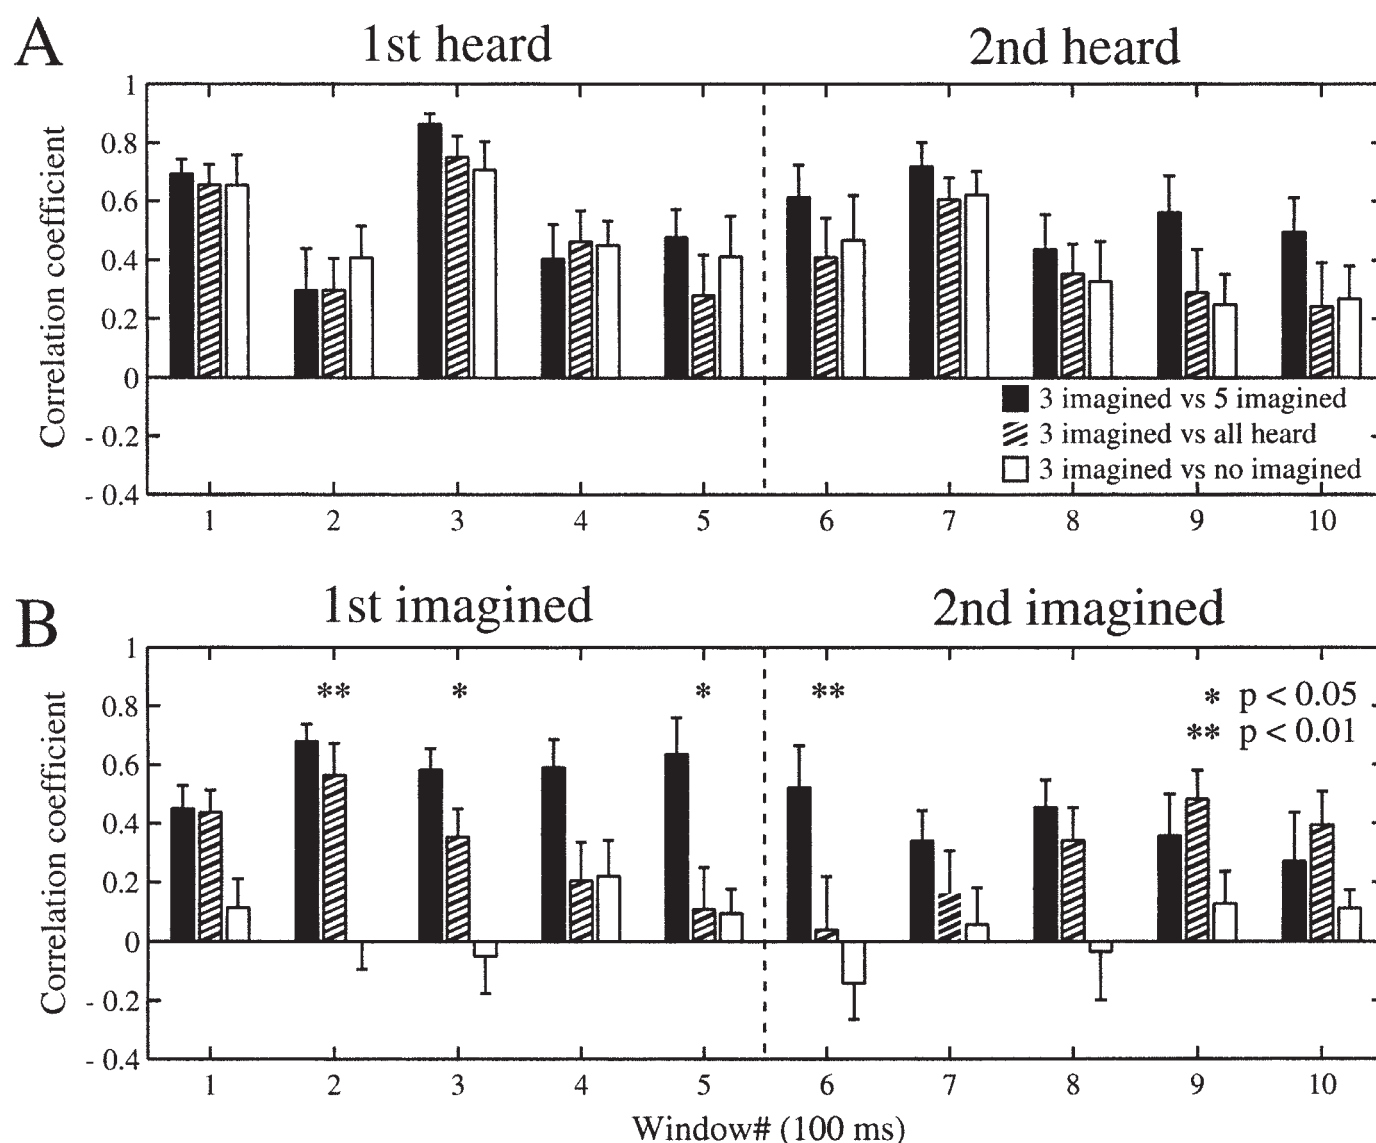 A
1st heard 2nd heard
1
0.8
0.6
0.4
0.2
0
- 0.2
- 0.4
Correlation coefficient
3 imagined vs 5 imagined
3 imagined vs all heard
3 imagined vs no imagined
1 2 3 4 5 6 7 8 9 10
B
1st imagined 2nd imagined
1
0.8
0.6
0.4
0.2
0
- 0.2
- 0.4
Correlation coefficient
** * * **
* p < 0.05
** p < 0.01
1 2 3 4 5 6 7 8 9 10
Window# (100 ms)